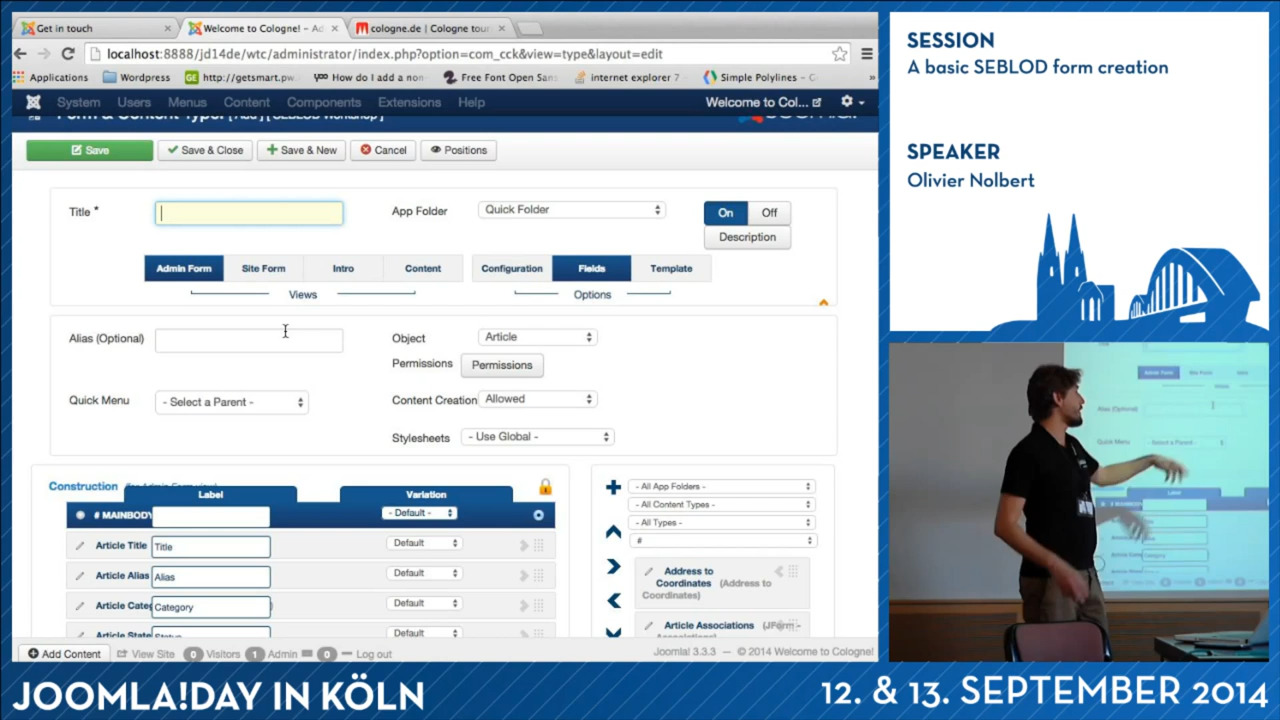 Get in touch
Welcome to Cologne! - Ad
cologne.de | Cologne tour
localhost:8888/jd14de/wtc/administrator/index.php?option=com_cck&view=type&layout=edit
Applications
Wordpress
http://getsmart.pw
How do I add a non
Free Font Open San
internet explorer 7
Simple Polylines - G
»
System Users Menus Content Components Extensions Help
Welcome to Col...
Save
Save & Close
Save & New
Cancel
Positions
Title *
App Folder
Quick Folder
On
Off
Description
Admin Form
Site Form
Intro
Content
Configuration
Fields
Template
Views
Options
Alias (Optional)
Object
Article
Permissions
Permissions
Quick Menu
- Select a Parent -
Content Creation
Allowed
Stylesheets
- Use Global -
Construction
Label
Variation
# MAINBODY
- Default -
Article Title
Title
Default
Article Alias
Alias
Default
Article Categ
Category
Default
Article State
Status
Default
- All App Folders -
- All Content Types -
- All Types -
#
Address to
Coordinates (Address to
Coordinates)
Article Associations (JForm -
Associations)
Add Content
View Site
0 Visitors
1 Admin
0
Log out
Joomla! 3.3.3 — © 2014 Welcome to Cologne!
SESSION
A basic SEBLOD form creation
SPEAKER
Olivier Nolbert
JOOMLA!DAY IN KÖLN
12. & 13. SEPTEMBER 2014